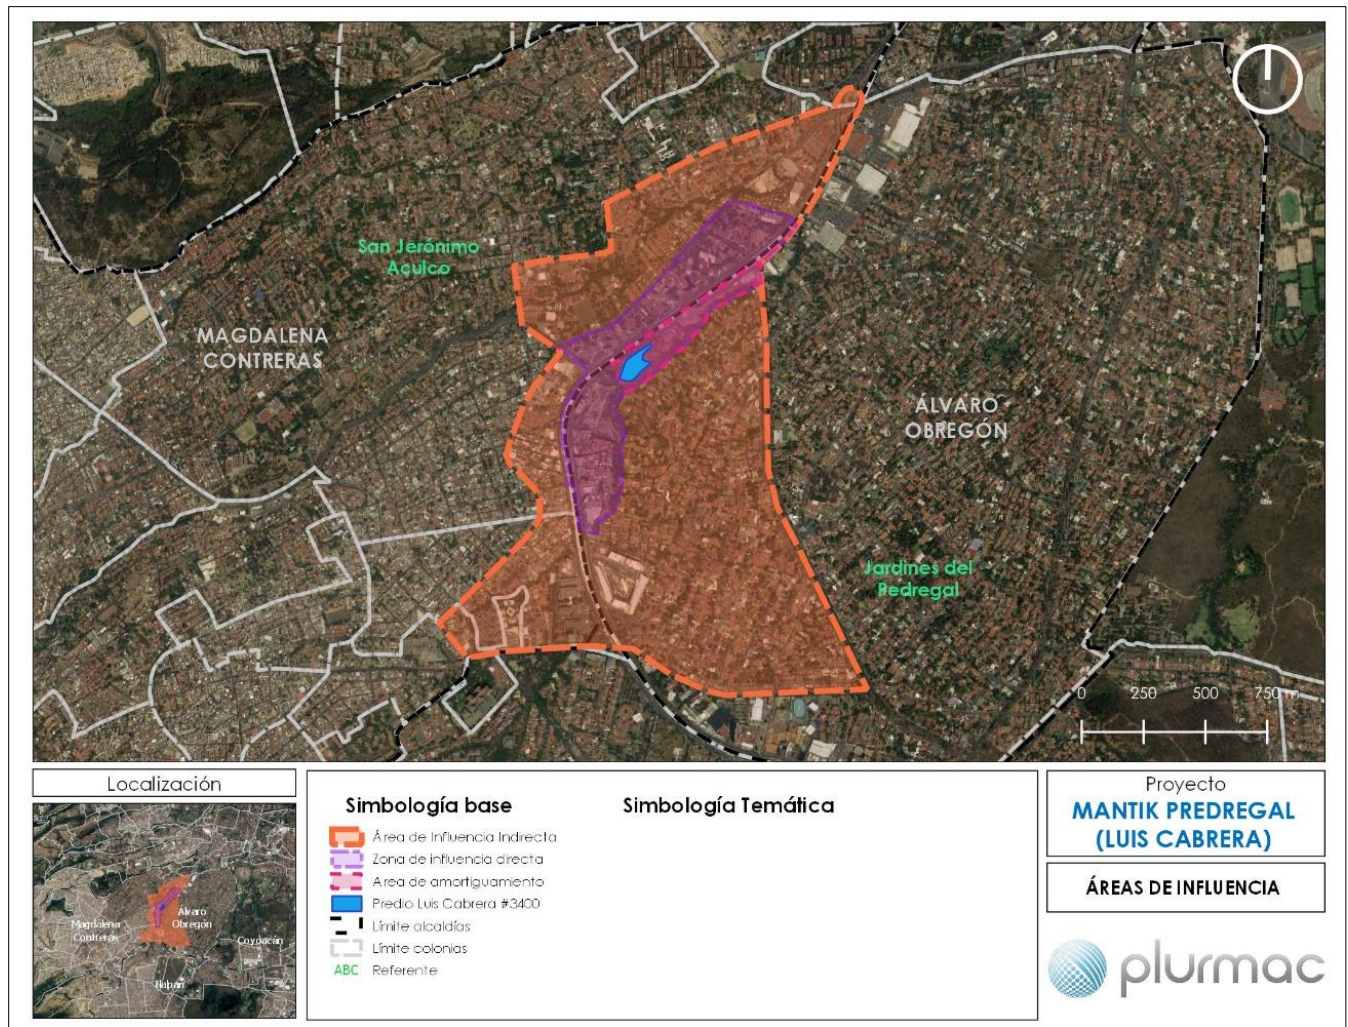 San Jerónimo
Aculco
MAGDALENA
CONTRERAS
ÁLVARO
OBREGÓN
Jardines del
Pedregal
0 250 500 750 m
Localización
Magdalena
Contreras
Álvaro
Obregón
Coyoacán
Tlalpan
Simbología base
Área de Influencia Indirecta
Zona de influencia directa
Area de amortiguamiento
Predio Luis Cabrera #3400
Límite alcaldías
Límite colonias
ABC Referente
Simbología Temática
Proyecto
MANTIK PREDREGAL
(LUIS CABRERA)
ÁREAS DE INFLUENCIA
plurmac